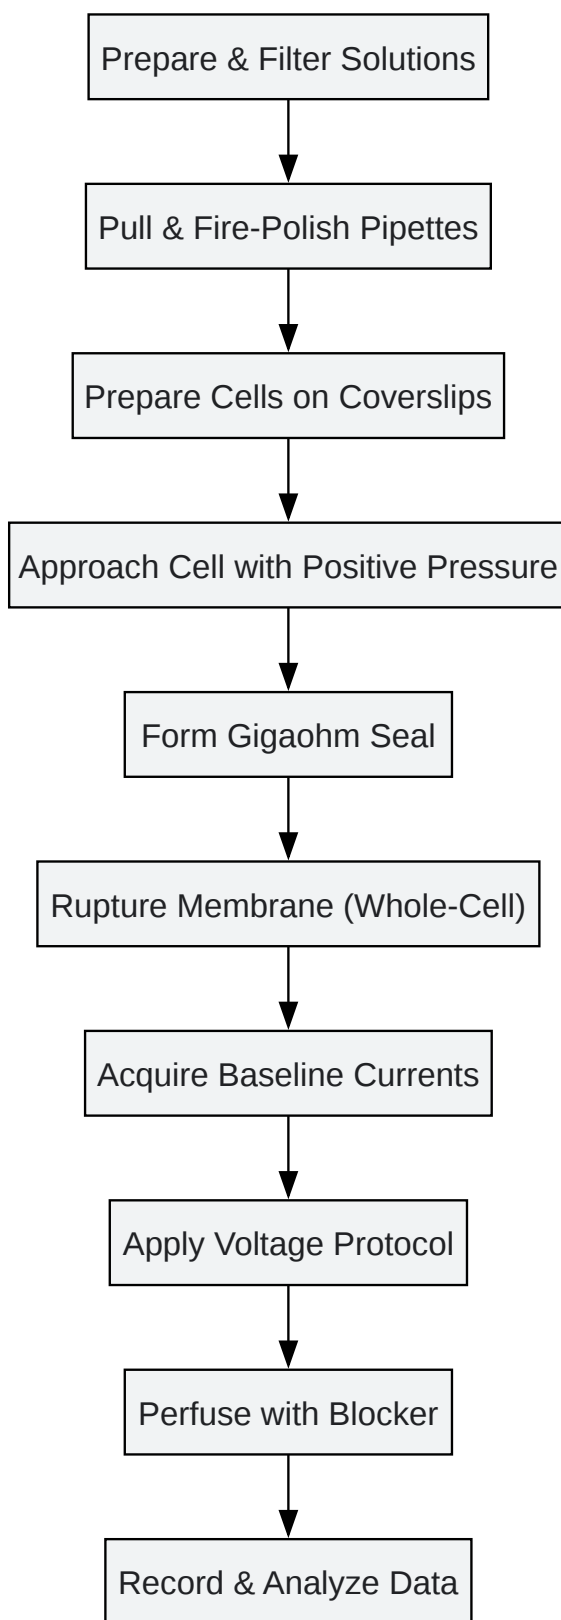 Prepare & Filter Solutions
Pull & Fire-Polish Pipettes
Prepare Cells on Coverslips
Approach Cell with Positive Pressure
Form Gigaohm Seal
Rupture Membrane (Whole-Cell)
Acquire Baseline Currents
Apply Voltage Protocol
Perfuse with Blocker
Record & Analyze Data